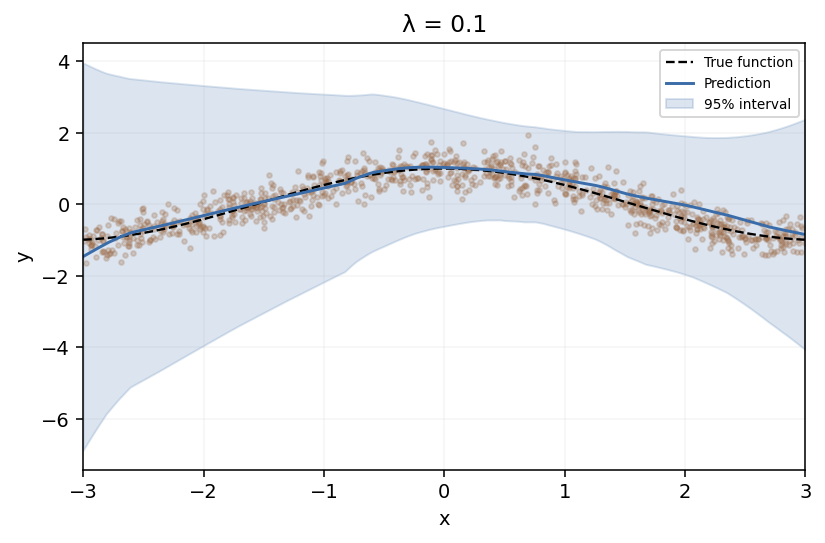 λ = 0.1
True function
Prediction
95% interval
y
4
2
0
−2
−4
−6
−3
−2
−1
0
1
2
3
x